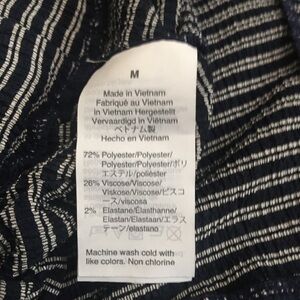 M
Made in Vietnam
Fabriqué au Vietnam
in Vietnam Hergestellt
Vervaardigd in Viêtnam
ベトナム製
Hecho en Vietnam
72% Polyester/Polyester/
Polyester/Polyester/ポリ
エステル/poliéster
26% Viscose/Viscose/
Viskose/Viscose/ビスコ
ース/viscosa
2% Elastane/Élasthanne/
Elastan/Elastaan/エラス
テーン/elastano
Machine wash cold with
like colors. Non chlorine